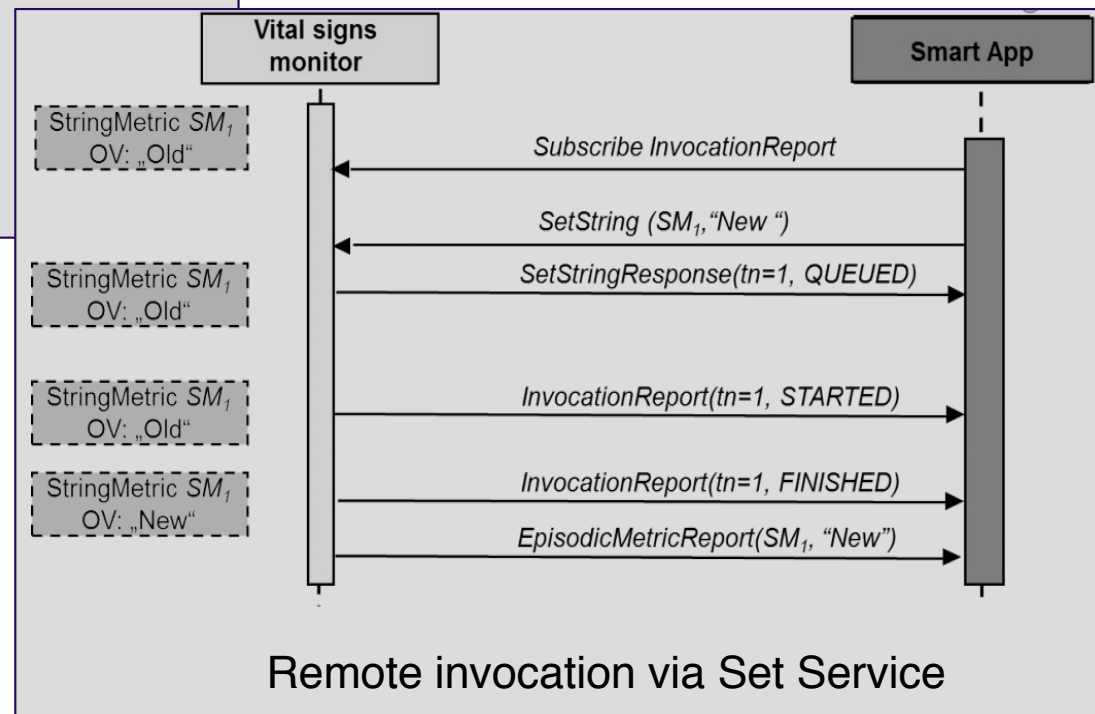 Vital signs
monitor
Smart App
StringMetric SM₁
OV: „Old“
Subscribe InvocationReport
SetString (SM₁,“New “)
StringMetric SM₁
OV: „Old“
SetStringResponse(tn=1, QUEUED)
StringMetric SM₁
OV: „Old“
InvocationReport(tn=1, STARTED)
StringMetric SM₁
OV: „New“
InvocationReport(tn=1, FINISHED)
EpisodicMetricReport(SM₁, “New”)
Remote invocation via Set Service